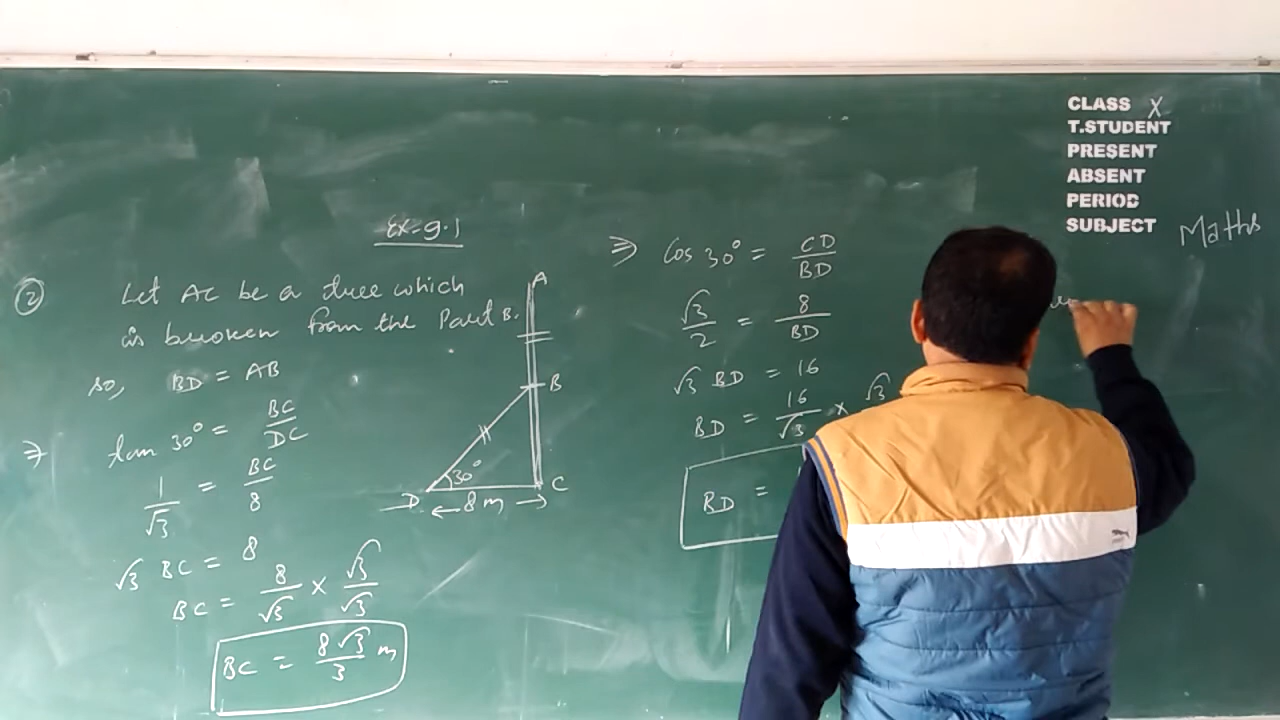 Ex-9.1
② Let AC be a tree which
is broken from the Part B.
so, BD = AB
⇒ tan 30° = BC/DC
1/√3 = BC/8
√3 BC = 8
BC = 8/√3 × √3/√3
BC = 8√3/3 m
A
B
30°
D
C
← 8 m →
⇒ Cos 30° = CD/BD
√3/2 = 8/BD
√3 BD = 16
BD = 16/√3 × √3
BD =
CLASS X
T.STUDENT
PRESENT
ABSENT
PERIOD
SUBJECT Maths